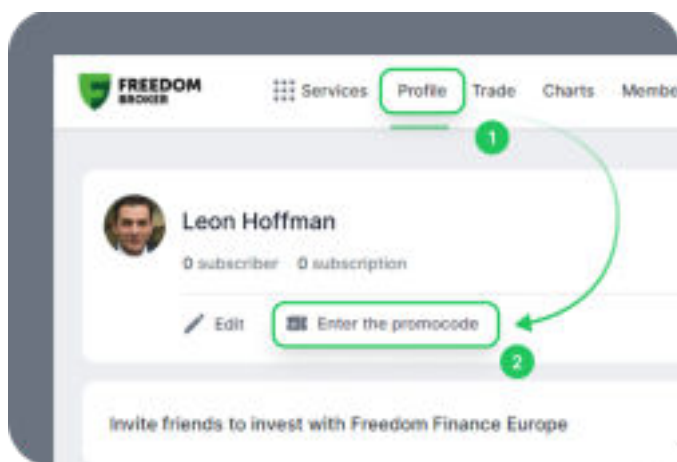 FREEDOM
BROKER
Services Profile Trade Charts Membe
1
Leon Hoffman
0 subscriber 0 subscription
Edit Enter the promocode
2
Invite friends to invest with Freedom Finance Europe